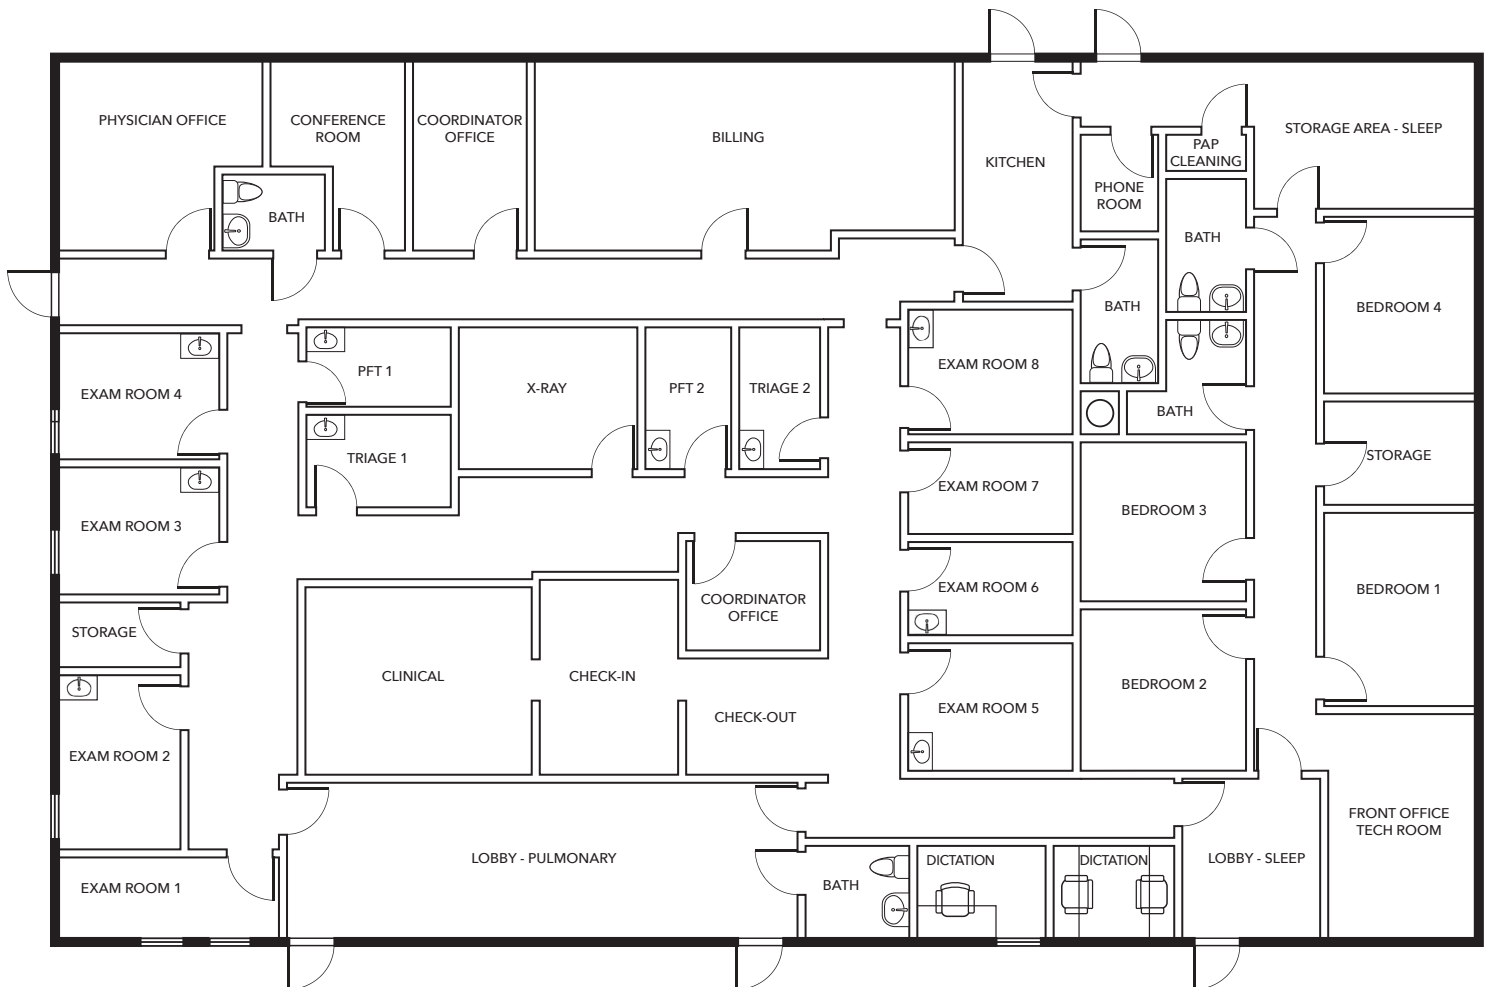 PHYSICIAN OFFICE
CONFERENCE
ROOM
COORDINATOR
OFFICE
BILLING
KITCHEN
STORAGE AREA - SLEEP
PAP
CLEANING
PHONE
ROOM
BATH
BATH
BATH
BEDROOM 4
EXAM ROOM 4
PFT 1
X-RAY
PFT 2
TRIAGE 2
EXAM ROOM 8
BATH
TRIAGE 1
STORAGE
EXAM ROOM 7
EXAM ROOM 3
BEDROOM 3
EXAM ROOM 6
BEDROOM 1
COORDINATOR
OFFICE
STORAGE
CLINICAL
CHECK-IN
BEDROOM 2
EXAM ROOM 5
CHECK-OUT
EXAM ROOM 2
FRONT OFFICE
TECH ROOM
LOBBY - PULMONARY
DICTATION
DICTATION
LOBBY - SLEEP
BATH
EXAM ROOM 1